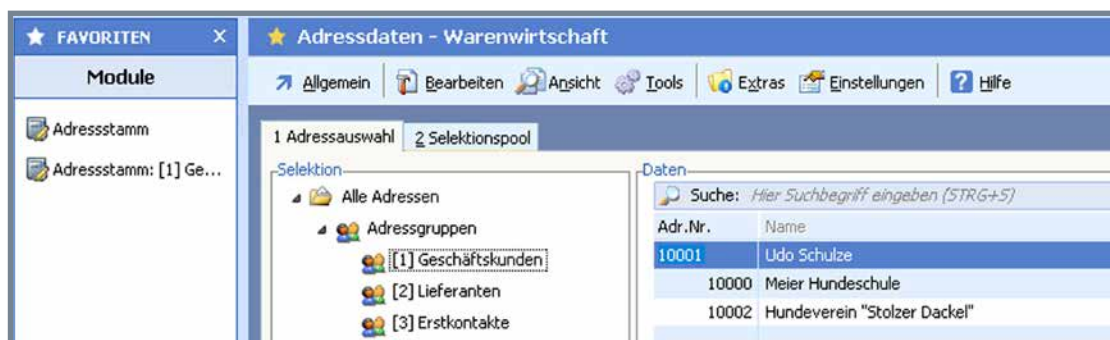 FAVORITEN X
Module
Adressstamm
Adressstamm: [1] Ge...
Adressdaten - Warenwirtschaft
Allgemein Bearbeiten Ansicht Tools Extras Einstellungen Hilfe
1 Adressauswahl 2 Selektionspool
Selektion
Alle Adressen
Adressgruppen
[1] Geschäftskunden
[2] Lieferanten
[3] Erstkontakte
Daten
Suche: Hier Suchbegriff eingeben (STRG+S)
Adr.Nr. Name
10001 Udo Schulze
10000 Meier Hundeschule
10002 Hundeverein "Stolzer Dackel"